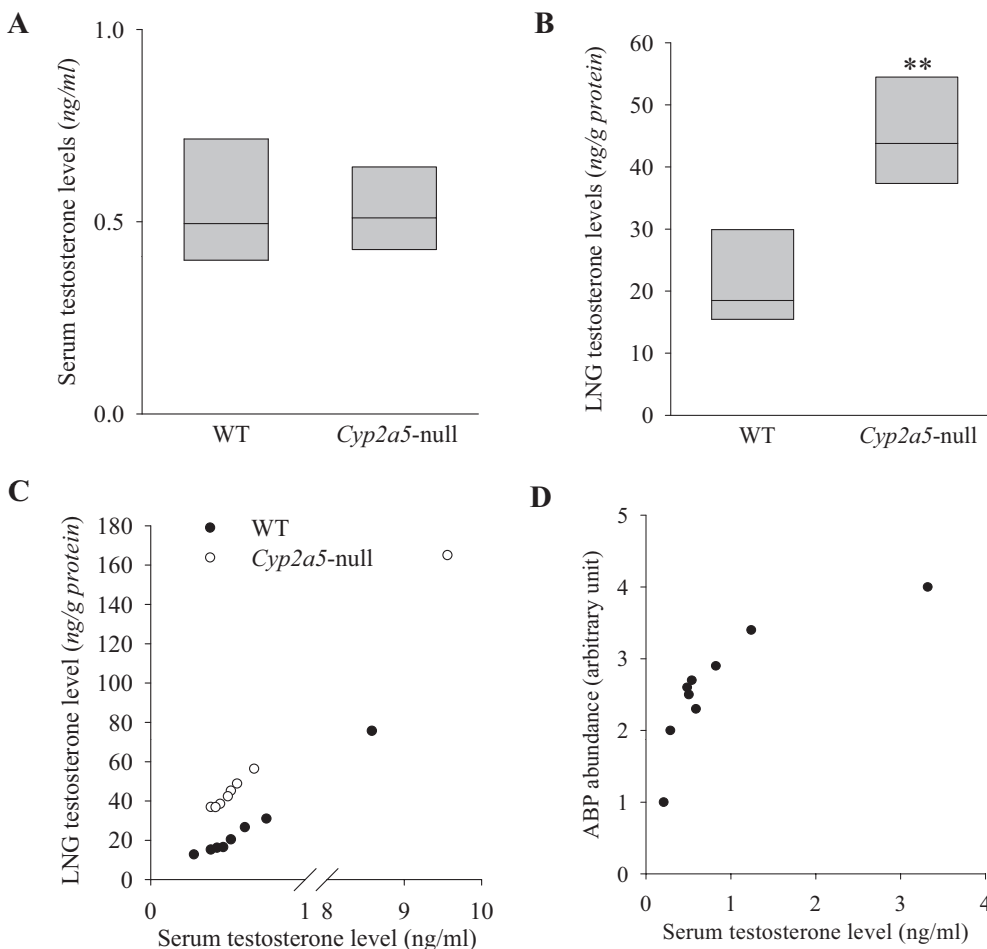 A
Serum testosterone levels (ng/ml)
1.0
0.5
0.0
WT
Cyp2a5-null
B
LNG testosterone levels (ng/g protein)
60
50
40
30
20
10
0
**
WT
Cyp2a5-null
C
LNG testosterone level (ng/g protein)
180
160
140
120
100
80
60
40
20
0
WT
Cyp2a5-null
0
1
8
9
10
Serum testosterone level (ng/ml)
D
ABP abundance (arbitrary unit)
5
4
3
2
1
0
0
1
2
3
4
Serum testosterone level (ng/ml)